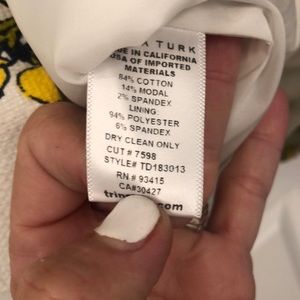 TURK
IN CALIFORNIA
USA OF IMPORTED
MATERIALS
84% COTTON
14% MODAL
2% SPANDEX
LINING:
94% POLYESTER
6% SPANDEX
DRY CLEAN ONLY
CUT # 7598
STYLE# TD183013
RN # 93415
CA#30427